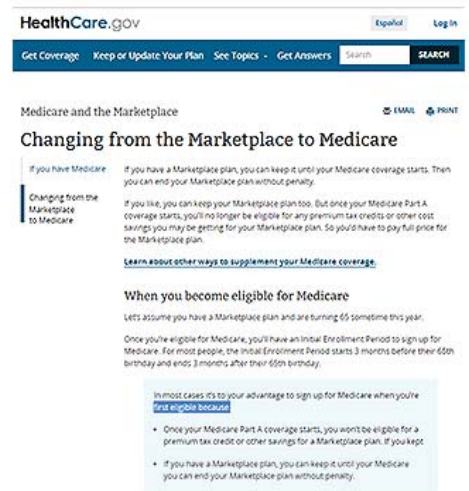 HealthCare.gov
Español Log In
Get Coverage Keep or Update Your Plan See Topics - Get Answers Search SEARCH
Medicare and the Marketplace EMAIL PRINT
Changing from the Marketplace to Medicare
If you have Medicare
Changing from the
Marketplace
to Medicare
If you have a Marketplace plan, you can keep it until your Medicare coverage starts. Then
you can end your Marketplace plan without penalty.
If you like, you can keep your Marketplace plan too. But once your Medicare Part A
coverage starts, you'll no longer be eligible for any premium tax credits or other cost
savings you may be getting for your Marketplace plan. So you'd have to pay full price for
the Marketplace plan.
Learn about other ways to supplement your Medicare coverage.
When you become eligible for Medicare
Let's assume you have a Marketplace plan and are turning 65 sometime this year.
Once you're eligible for Medicare, you'll have an Initial Enrollment Period to sign up for
Medicare. For most people, the Initial Enrollment Period starts 3 months before their 65th
birthday and ends 3 months after their 65th birthday.
In most cases it's to your advantage to sign up for Medicare when you're
first eligible because:
• Once your Medicare Part A coverage starts, you won't be eligible for a
premium tax credit or other savings for a Marketplace plan. If you kept
• If you have a Marketplace plan, you can keep it until your Medicare
you can end your Marketplace plan without penalty.